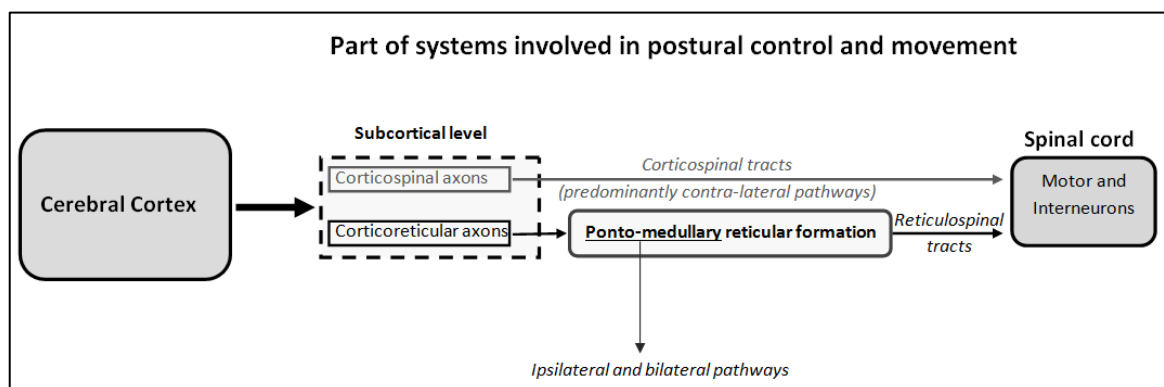 Part of systems involved in postural control and movement
Subcortical level
Spinal cord
Cerebral Cortex
Corticospinal axons
Corticospinal tracts
(predominantly contra-lateral pathways)
Motor and
Interneurons
Corticoreticular axons
Ponto-medullary reticular formation
Reticulospinal
tracts
Ipsilateral and bilateral pathways